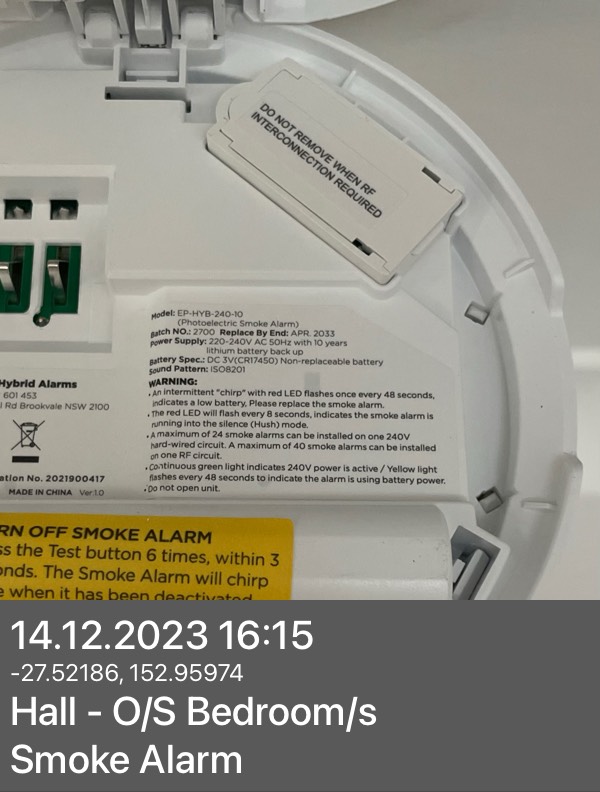 DO NOT REMOVE WHEN RF
INTERCONNECTION REQUIRED
Model: EP-HYB-240-10
(Photoelectric Smoke Alarm)
Batch NO.: 2700 Replace By End: APR. 2033
Power Supply: 220-240V AC 50Hz with 10 years
lithium battery back up
Battery Spec.: DC 3V(CR17450) Non-replaceable battery
Sound Pattern: ISO8201
WARNING:
• An intermittent "chirp" with red LED flashes once every 48 seconds,
indicates a low battery, Please replace the smoke alarm.
• The red LED will flash every 8 seconds, indicates the smoke alarm is
running into the silence (Hush) mode.
• A maximum of 24 smoke alarms can be installed on one 240V
hard-wired circuit. A maximum of 40 smoke alarms can be installed
on one RF circuit.
• Continuous green light indicates 240V power is active / Yellow light
flashes every 48 seconds to indicate the alarm is using battery power.
• Do not open unit.
Hybrid Alarms
601 453
Rd Brookvale NSW 2100
ation No. 2021900417
MADE IN CHINA Ver:1.0
RN OFF SMOKE ALARM
ss the Test button 6 times, within 3
onds. The Smoke Alarm will chirp
e when it has been deactivated
14.12.2023 16:15
-27.52186, 152.95974
Hall - O/S Bedroom/s
Smoke Alarm